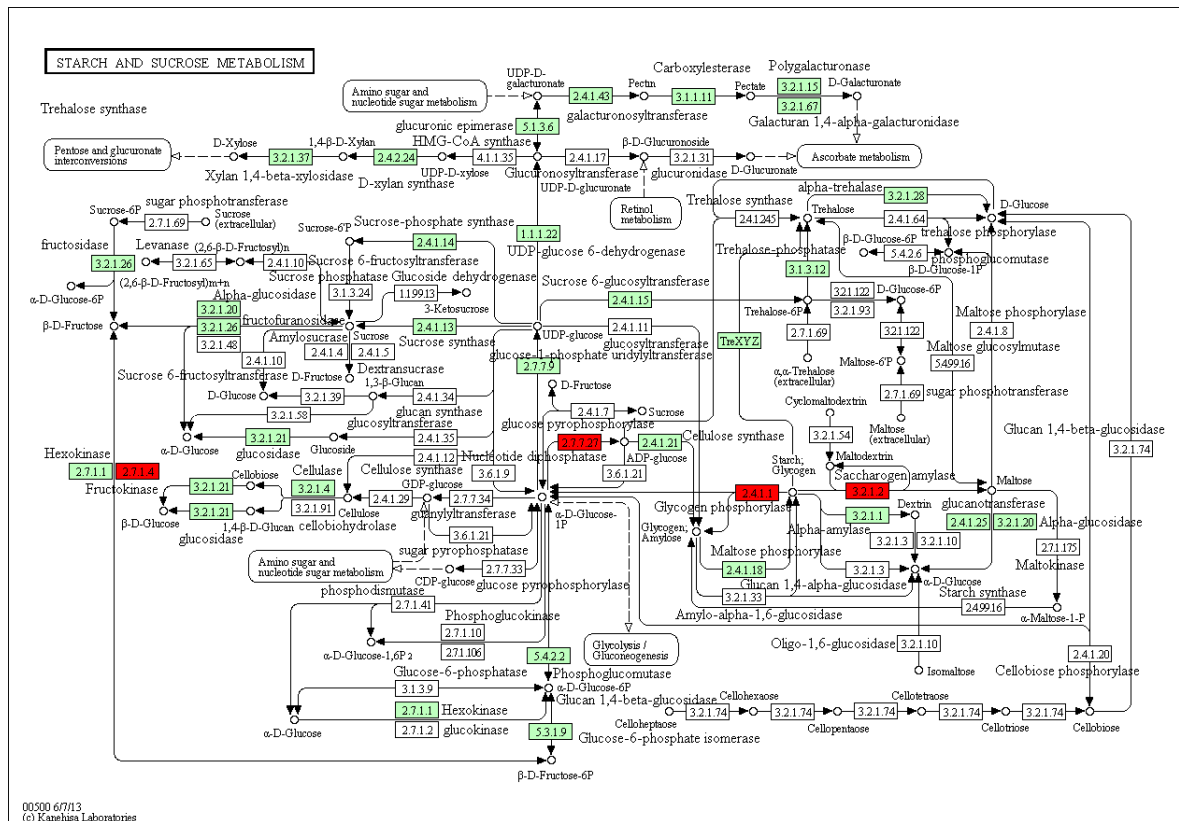 STARCH AND SUCROSE METABOLISM
Trehalose synthase
Amino sugar and
nucleotide sugar metabolism
UDP-D-
galacturonate
2.4.1.43
galacturonosyltransferase
Pectin
Carboxylesterase
3.1.1.11
Pectate
Polygalacturonase
3.2.1.15
3.2.1.67
D-Galacturonate
Galacturan 1,4-alpha-galacturonidase
glucuronic epimerase
5.1.3.6
Pentose and glucuronate
interconversions
D-Xylose
3.2.1.37
Xylan 1,4-beta-xylosidase
1,4-β-D-Xylan
2.4.2.24
D-xylan synthase
HMG-CoA synthase
UDP-D-xylose
4.1.1.35
2.4.1.17
Glucuronosyltransferase
UDP-D-glucuronate
β-D-Glucuronoside
3.2.1.31
glucuronidase
D-Glucuronate
Ascorbate metabolism
Retinol
metabolism
sugar phosphotransferase
Sucrose-6P
2.7.1.69
Sucrose
(extracellular)
Sucrose-phosphate synthase
Sucrose-6'P
2.4.1.14
1.1.1.22
UDP-glucose 6-dehydrogenase
Trehalose synthase
2.4.1.245
alpha-trehalase
3.2.1.28
Trehalose
2.4.1.64
D-Glucose
trehalose phosphorylase
Trehalose-phosphatase
β-D-Glucose-6P
5.4.2.6
β-D-Glucose-1P
phosphoglucomutase
3.1.3.12
fructosidase
3.2.1.26
α-D-Glucose-6P
Levanase
(2,6-β-D-Fructosyl)n
3.2.1.65
2.4.1.10
(2,6-β-D-Fructosyl)m+n
Sucrose 6-fructosyltransferase
Sucrose phosphatase
3.1.3.24
Glucoside dehydrogenase
1.1.99.13
3-Ketosucrose
Sucrose 6-glucosyltransferase
2.4.1.15
Trehalose-6P
3.2.1.122
3.2.1.93
D-Glucose-6P
Alpha-glucosidase
3.2.1.20
3.2.1.26
3.2.1.48
fructofuranosidase
β-D-Fructose
Sucrose
2.4.1.13
Sucrose synthase
UDP-glucose
2.4.1.11
glucosyltransferase
glucose-1-phosphate uridylyltransferase
2.7.7.9
TreXYZ
2.7.1.69
α,α-Trehalose
(extracellular)
3.2.1.122
Maltose-6'P
2.7.1.69
sugar phosphotransferase
Maltose
(extracellular)
Maltose phosphorylase
2.4.1.8
Maltose glucosylmutase
5.4.99.16
Amylosucrase
2.4.1.10
2.4.1.4
2.4.1.5
Dextransucrase
D-Fructose
Sucrose 6-fructosyltransferase
D-Glucose
3.2.1.39
1,3-β-Glucan
2.4.1.34
glucan synthase
3.2.1.58
glucosyltransferase
2.4.1.35
D-Fructose
2.4.1.7
Sucrose
glucose pyrophosphorylase
2.7.7.27
ADP-glucose
2.4.1.21
Cellulose synthase
Cyclomaltodextrin
3.2.1.54
Maltodextrin
Glucan 1,4-beta-glucosidase
3.2.1.74
α-D-Glucose
3.2.1.21
glucosidase
Glucoside
2.4.1.12
Cellulose synthase
Nucleotide diphosphatase
3.6.1.9
3.6.1.21
Hexokinase
2.7.1.1
2.7.1.4
Fructokinase
Cellobiose
3.2.1.21
3.2.1.21
β-D-Glucose
glucosidase
1,4-β-D-Glucan
Cellulase
3.2.1.4
3.2.1.91
cellobiohydrolase
Cellulose
2.4.1.29
GDP-glucose
2.7.7.34
guanylyltransferase
3.6.1.21
sugar pyrophosphatase
α-D-Glucose-
1P
Starch;
Glycogen
2.4.1.1
Glycogen phosphorylase
Saccharogen amylase
3.2.1.2
Maltose
Glycogen;
Amylose
3.2.1.1
Alpha-amylase
Dextrin
3.2.1.3
3.2.1.10
glucanotransferase
2.4.1.25
3.2.1.20
Alpha-glucosidase
Maltose phosphorylase
2.4.1.18
3.2.1.3
Glucan 1,4-alpha-glucosidase
3.2.1.33
Amylo-alpha-1,6-glucosidase
α-D-Glucose
2.7.1.175
Maltokinase
Starch synthase
2.4.99.16
α-Maltose-1-P
Amino sugar and
nucleotide sugar metabolism
CDP-glucose
2.7.7.33
glucose pyrophosphorylase
phosphodismutase
2.7.1.41
Phosphoglucokinase
2.7.1.10
2.7.1.106
α-D-Glucose-1,6P2
Glycolysis /
Gluconeogenesis
Oligo-1,6-glucosidase
3.2.1.10
Isomaltose
2.4.1.20
Cellobiose phosphorylase
5.4.2.2
Phosphoglucomutase
Glucose-6-phosphatase
3.1.3.9
α-D-Glucose-6P
Glucan 1,4-beta-glucosidase
2.7.1.1
Hexokinase
2.7.1.2
glucokinase
α-D-Glucose
5.3.1.9
Glucose-6-phosphate isomerase
β-D-Fructose-6P
Celloheptaose
3.2.1.74
Cellohexaose
3.2.1.74
Cellopentaose
3.2.1.74
Cellotetraose
3.2.1.74
Cellotriose
3.2.1.74
Cellobiose
00500 6/7/13
(c) Kanehisa Laboratories